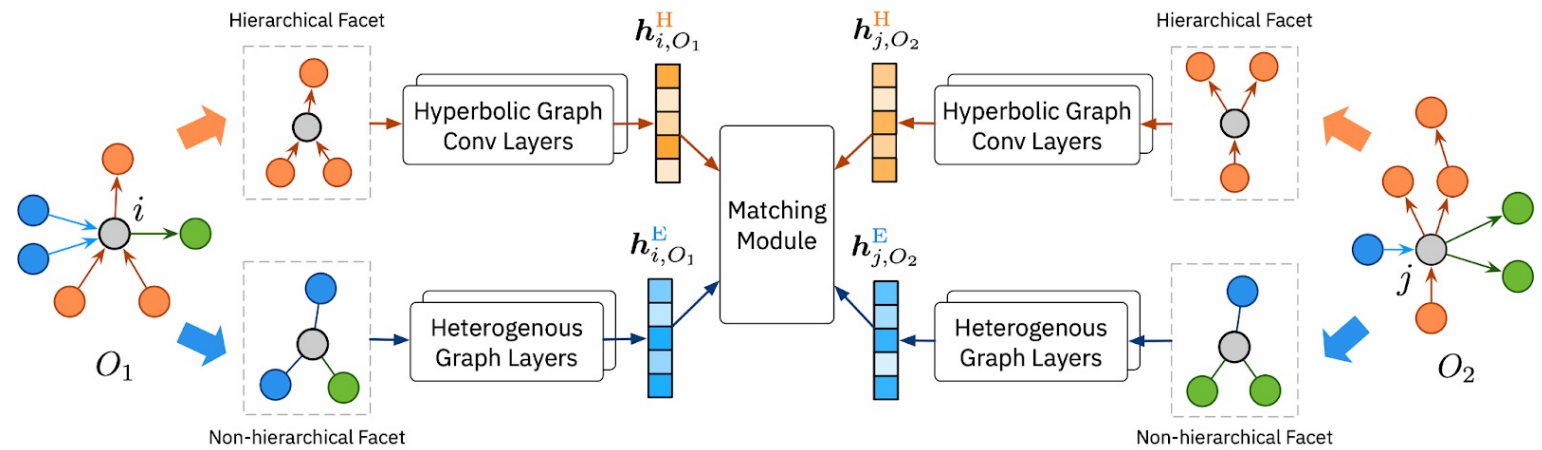 Hierarchical Facet
Hierarchical Facet
h^H_{i,O_1}
h^H_{j,O_2}
Hyperbolic Graph
Conv Layers
Hyperbolic Graph
Conv Layers
i
Matching
Module
j
h^E_{i,O_1}
h^E_{j,O_2}
Heterogenous
Graph Layers
Heterogenous
Graph Layers
O_1
O_2
Non-hierarchical Facet
Non-hierarchical Facet